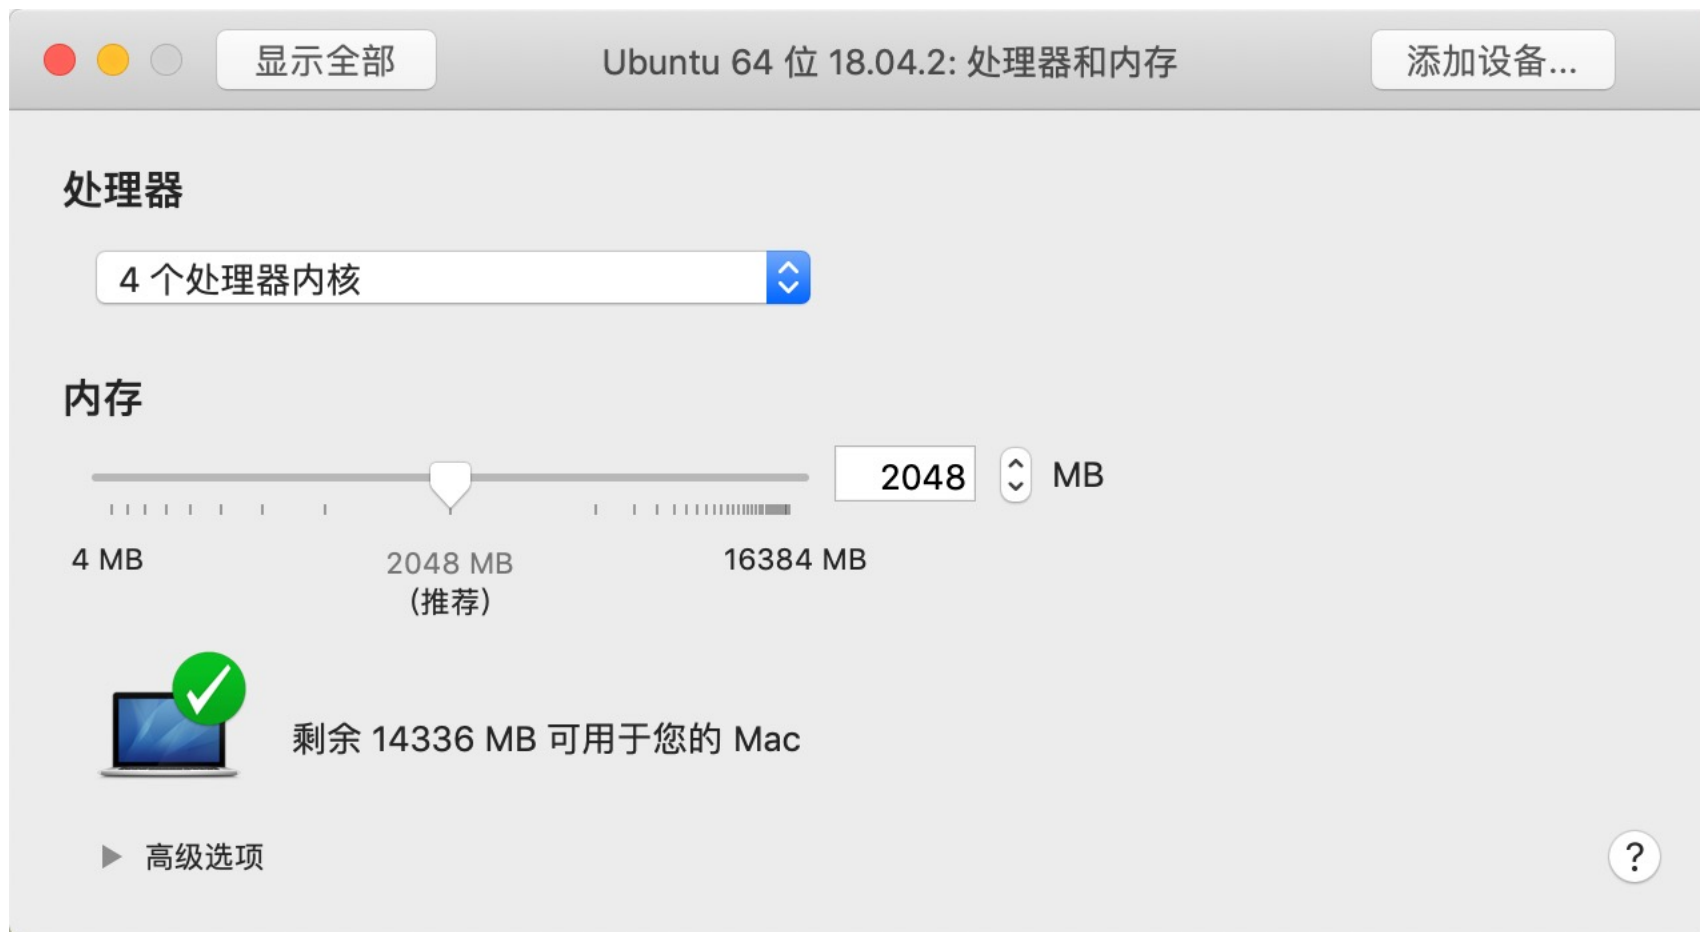 显示全部
Ubuntu 64 位 18.04.2: 处理器和内存
添加设备...
处理器
4 个处理器内核
内存
2048 MB
4 MB
2048 MB
16384 MB
(推荐)
剩余 14336 MB 可用于您的 Mac
高级选项
?